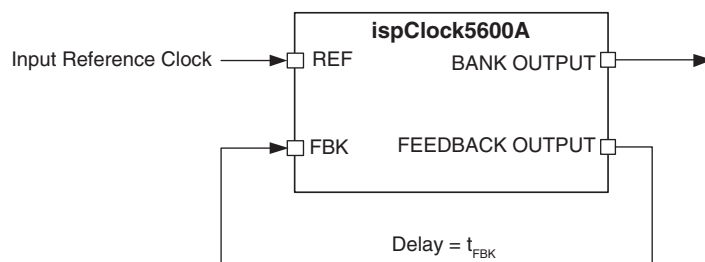 ispClock5600A
Input Reference Clock
REF
BANK OUTPUT
FBK
FEEDBACK OUTPUT
Delay = tFBK